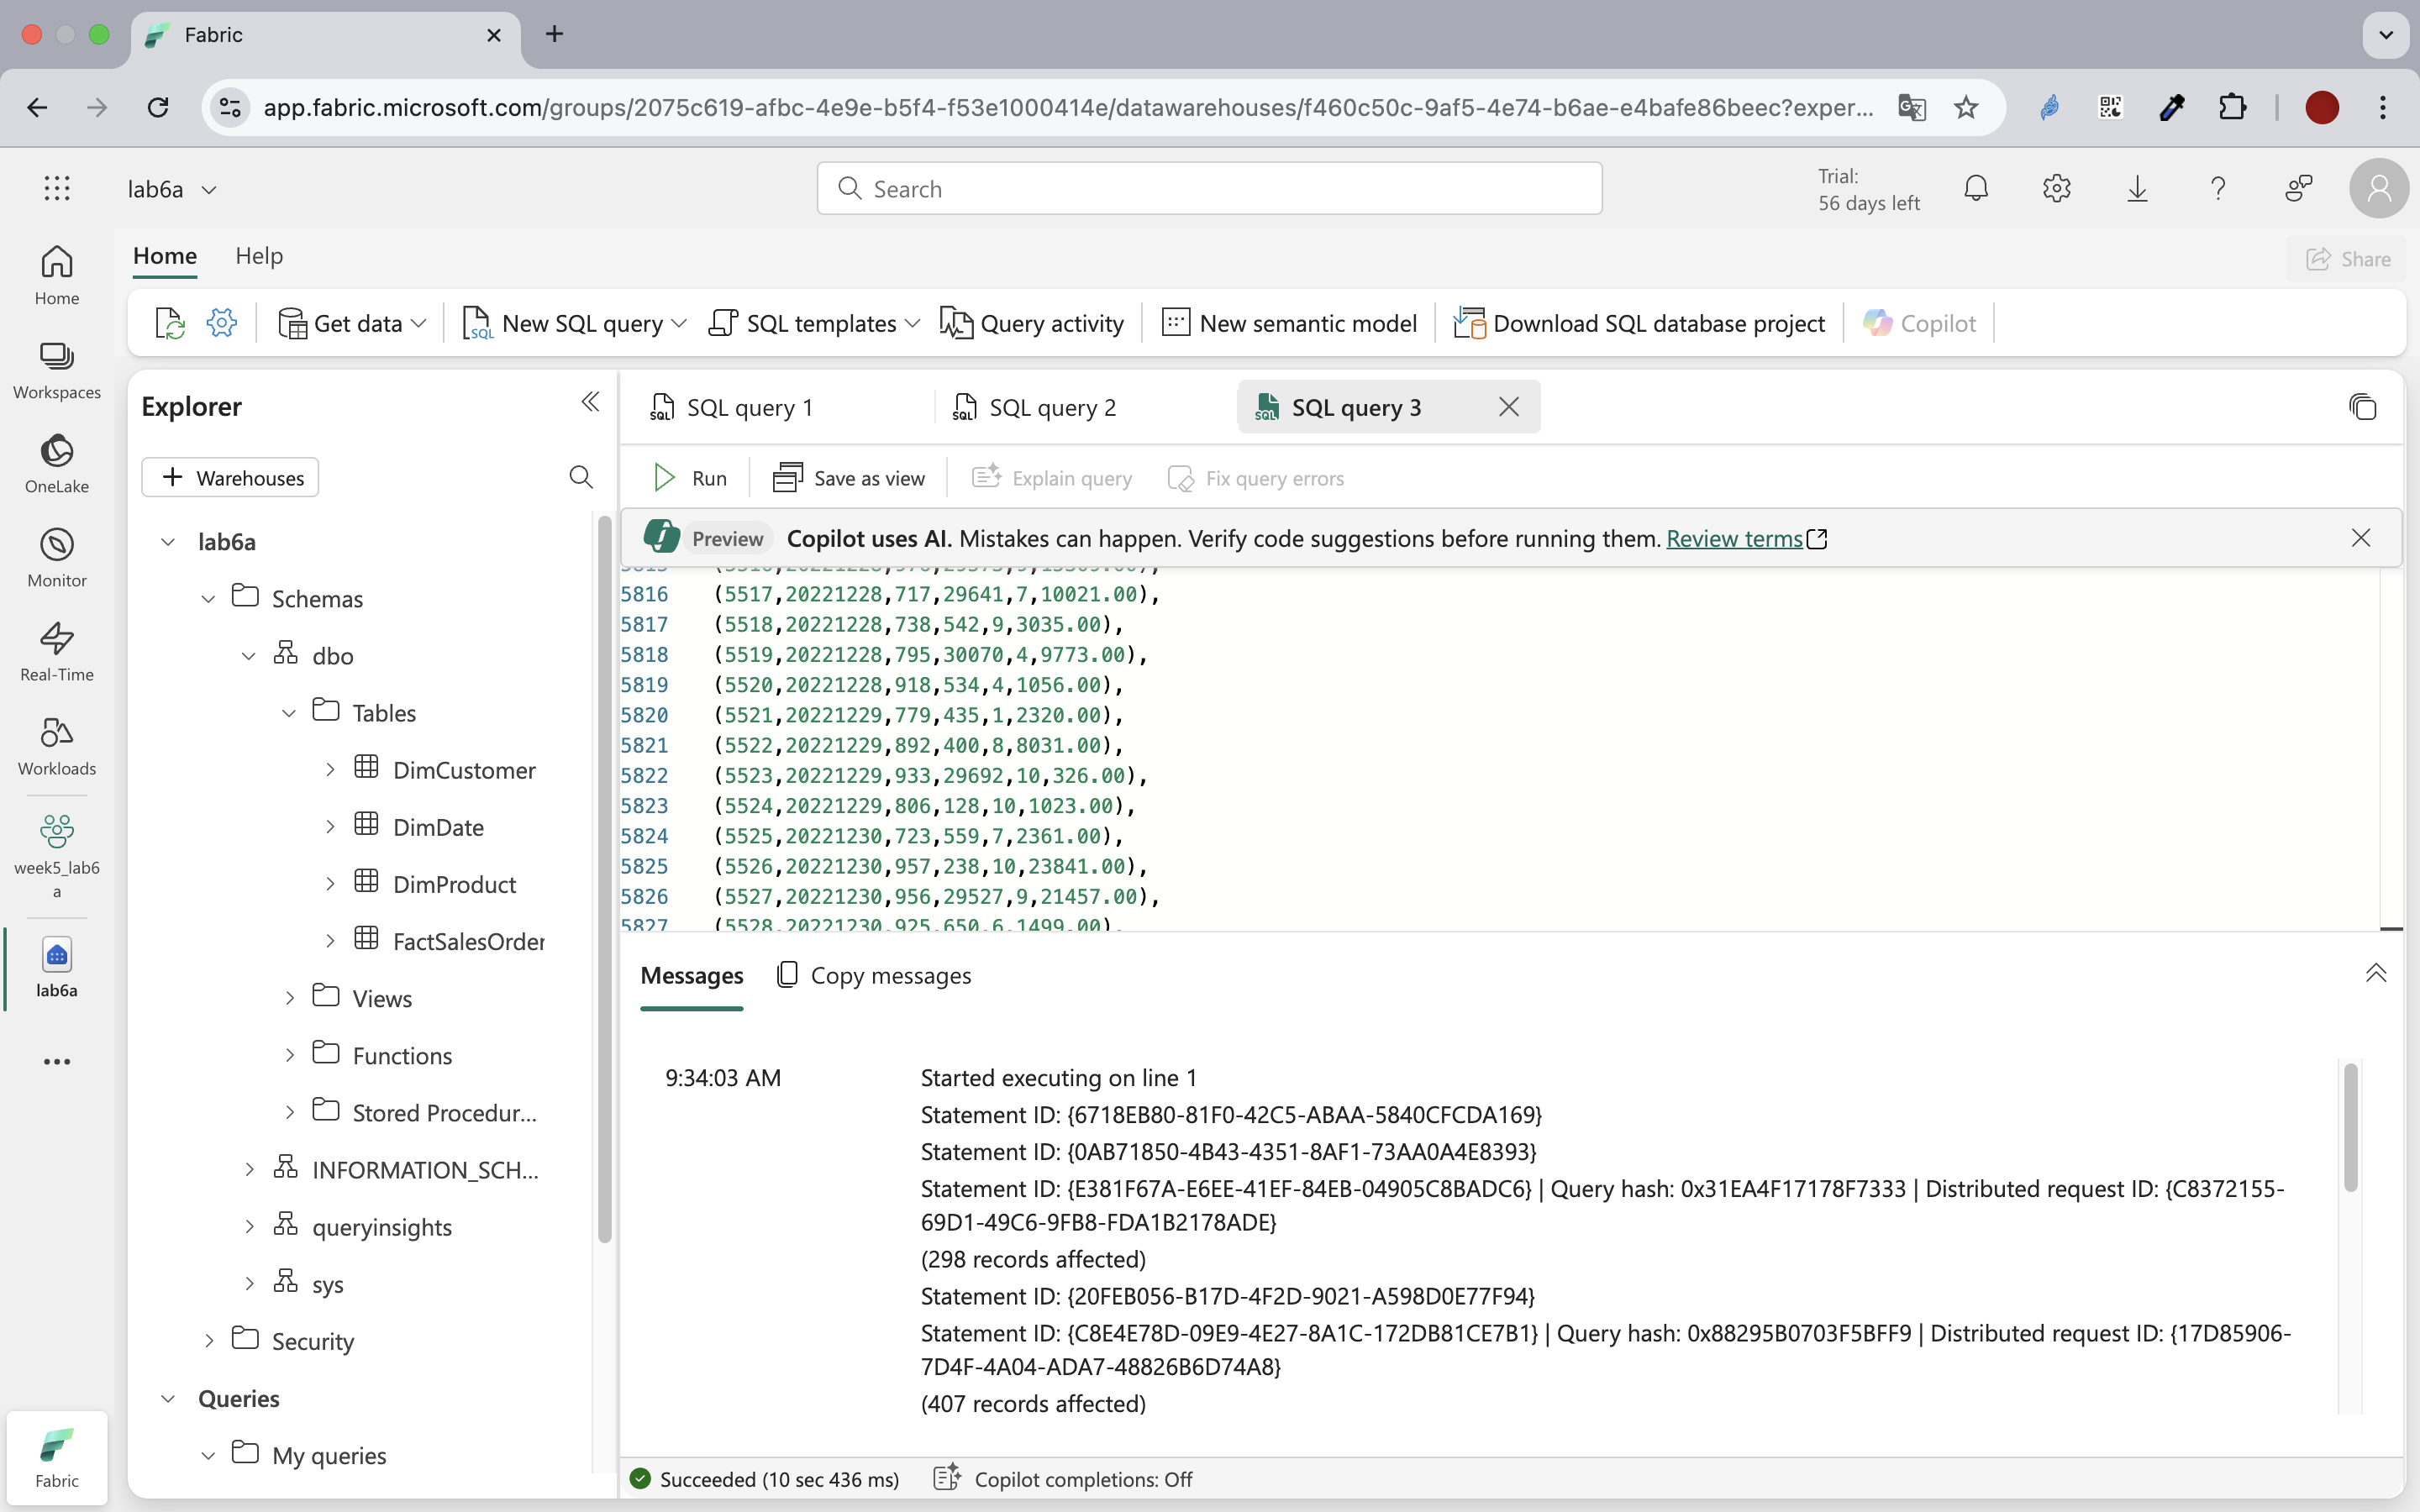 Fabric
app.fabric.microsoft.com/groups/2075c619-afbc-4e9e-b5f4-f53e1000414e/datawarehouses/f460c50c-9af5-4e74-b6ae-e4bafe86beec?exper...
lab6a
Search
Trial:
56 days left
Home
Help
Share
Get data
New SQL query
SQL templates
Query activity
New semantic model
Download SQL database project
Copilot
Home
Workspaces
OneLake
Monitor
Real-Time
Workloads
week5_lab6
a
lab6a
Fabric
Explorer
Warehouses
lab6a
Schemas
dbo
Tables
DimCustomer
DimDate
DimProduct
FactSalesOrder
Views
Functions
Stored Procedur...
INFORMATION_SCH...
queryinsights
sys
Security
Queries
My queries
SQL query 1
SQL query 2
SQL query 3
Run
Save as view
Explain query
Fix query errors
Preview
Copilot uses AI. Mistakes can happen. Verify code suggestions before running them. Review terms
5816 (5517,20221228,717,29641,7,10021.00),
5817 (5518,20221228,738,542,9,3035.00),
5818 (5519,20221228,795,30070,4,9773.00),
5819 (5520,20221228,918,534,4,1056.00),
5820 (5521,20221229,779,435,1,2320.00),
5821 (5522,20221229,892,400,8,8031.00),
5822 (5523,20221229,933,29692,10,326.00),
5823 (5524,20221229,806,128,10,1023.00),
5824 (5525,20221230,723,559,7,2361.00),
5825 (5526,20221230,957,238,10,23841.00),
5826 (5527,20221230,956,29527,9,21457.00),
5827 (5528,20221230,925,650,6,1499.00),
Messages
Copy messages
9:34:03 AM
Started executing on line 1
Statement ID: {6718EB80-81F0-42C5-ABAA-5840CFCDA169}
Statement ID: {0AB71850-4B43-4351-8AF1-73AA0A4E8393}
Statement ID: {E381F67A-E6EE-41EF-84EB-04905C8BADC6} | Query hash: 0x31EA4F17178F7333 | Distributed request ID: {C8372155-
69D1-49C6-9FB8-FDA1B2178ADE}
(298 records affected)
Statement ID: {20FEB056-B17D-4F2D-9021-A598D0E77F94}
Statement ID: {C8E4E78D-09E9-4E27-8A1C-172DB81CE7B1} | Query hash: 0x88295B0703F5BFF9 | Distributed request ID: {17D85906-
7D4F-4A04-ADA7-48826B6D74A8}
(407 records affected)
Succeeded (10 sec 436 ms)
Copilot completions: Off